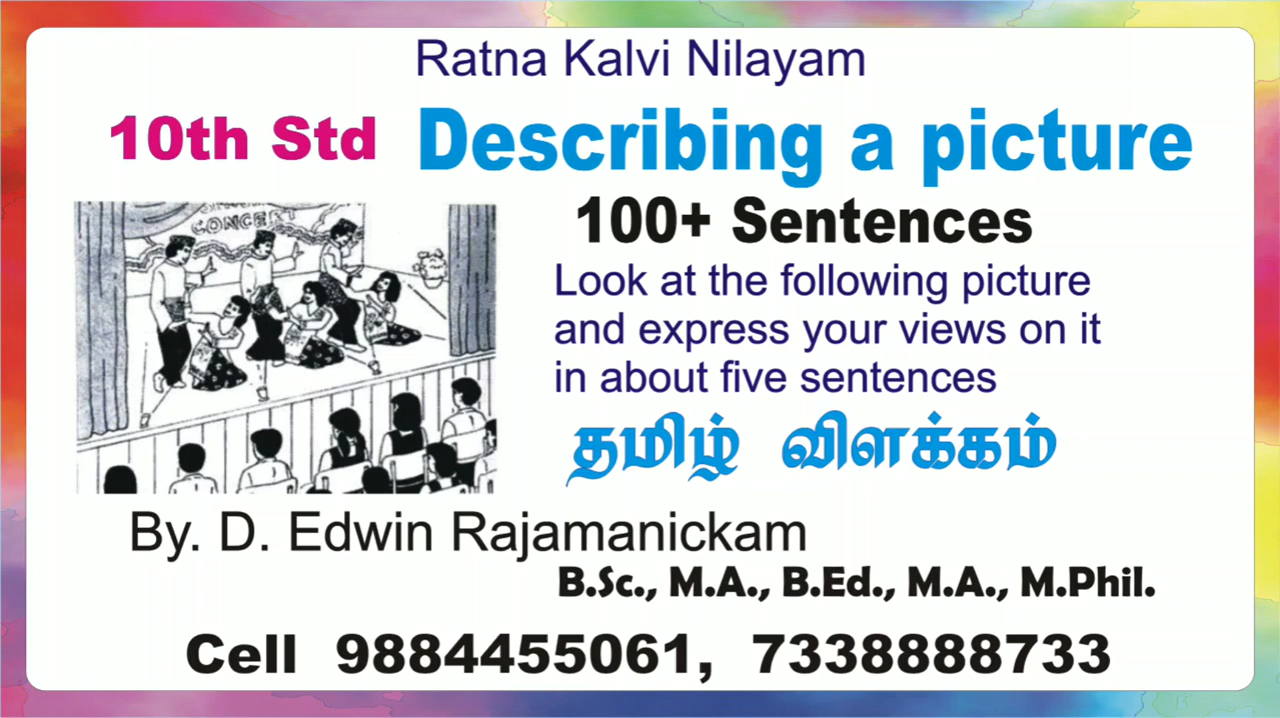 Ratna Kalvi Nilayam
10th Std Describing a picture
CONCERT
100+ Sentences
Look at the following picture
and express your views on it
in about five sentences
தமிழ் விளக்கம்
By. D. Edwin Rajamanickam
B.Sc., M.A., B.Ed., M.A., M.Phil.
Cell 9884455061, 7338888733